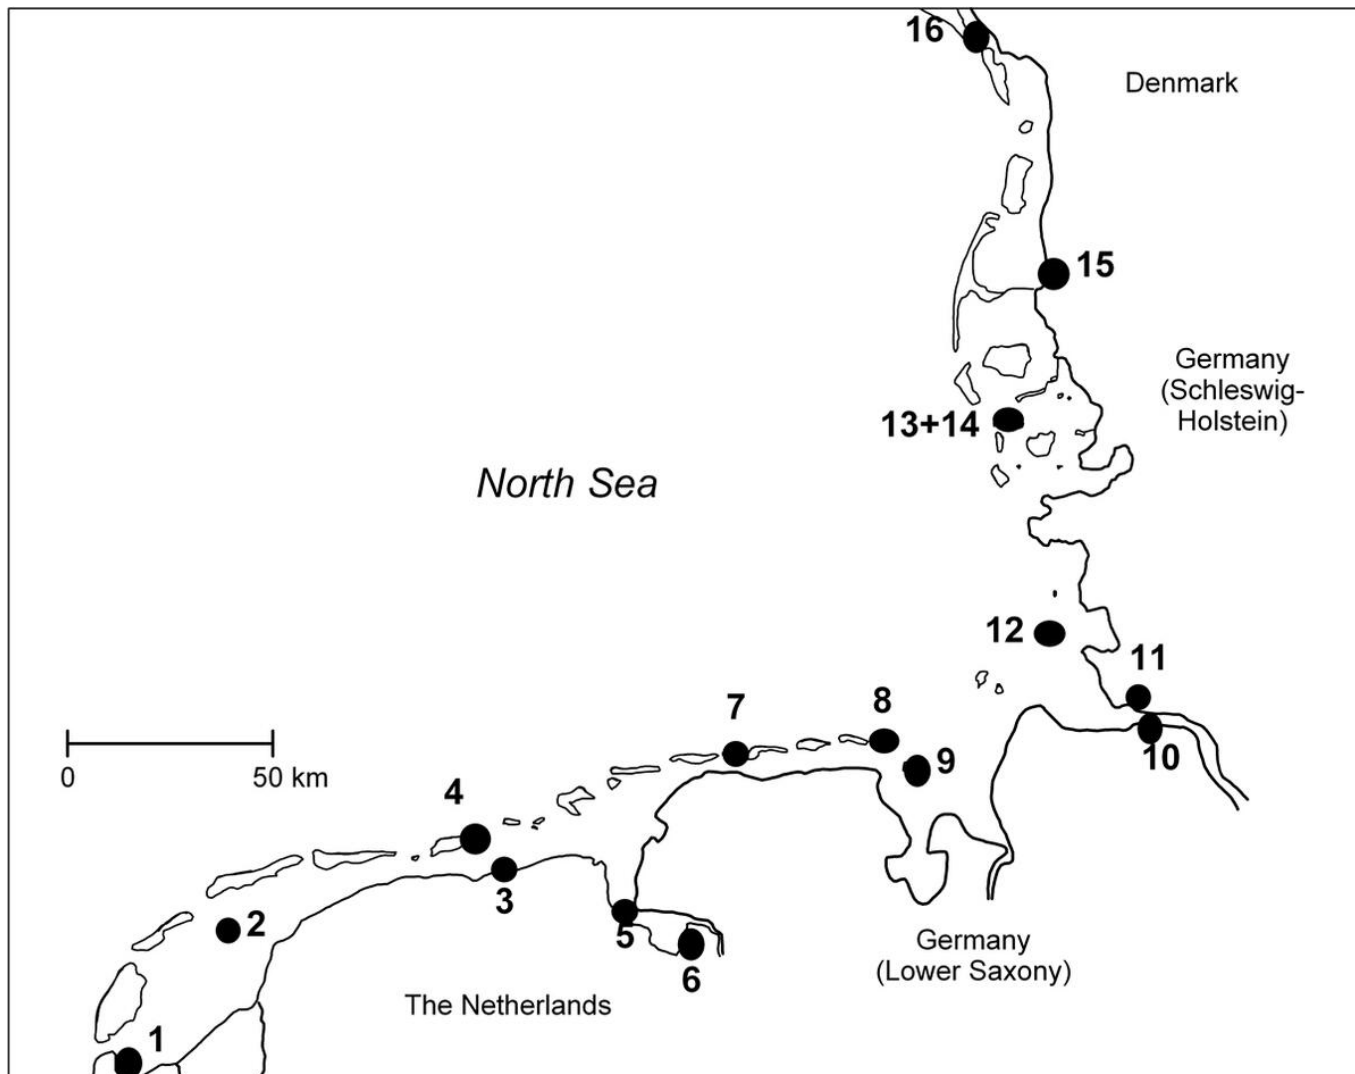 16
Denmark
15
Germany
(Schleswig-
Holstein)
13+14
North Sea
12
11
7
8
10
9
0
50 km
4
3
2
5
6
Germany
(Lower Saxony)
The Netherlands
1